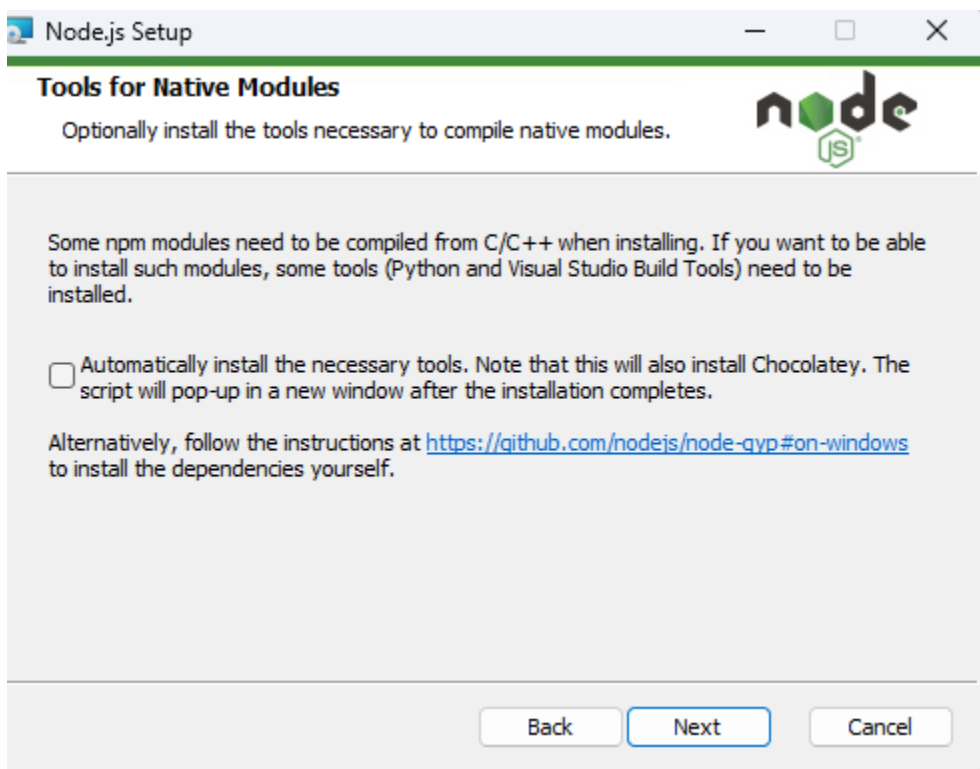 Node.js Setup
Tools for Native Modules
Optionally install the tools necessary to compile native modules.
node
JS
Some npm modules need to be compiled from C/C++ when installing. If you want to be able
to install such modules, some tools (Python and Visual Studio Build Tools) need to be
installed.
Automatically install the necessary tools. Note that this will also install Chocolatey. The
script will pop-up in a new window after the installation completes.
Alternatively, follow the instructions at https://github.com/nodejs/node-gyp#on-windows
to install the dependencies yourself.
Back Next Cancel